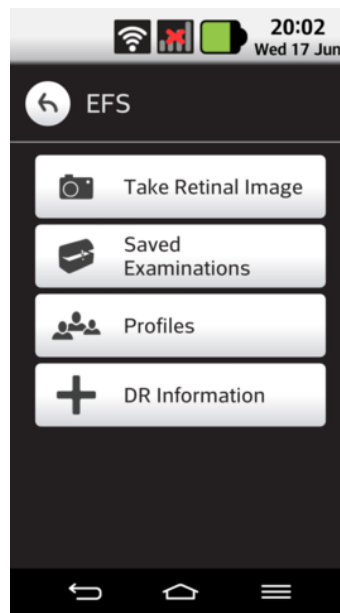 20:02
Wed 17 Jun
EFS
Take Retinal Image
Saved
Examinations
Profiles
DR Information